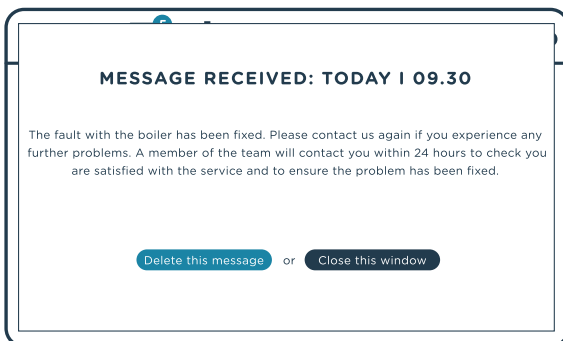 MESSAGE RECEIVED: TODAY I 09.30
The fault with the boiler has been fixed. Please contact us again if you experience any
further problems. A member of the team will contact you within 24 hours to check you
are satisfied with the service and to ensure the problem has been fixed.
Delete this message or Close this window